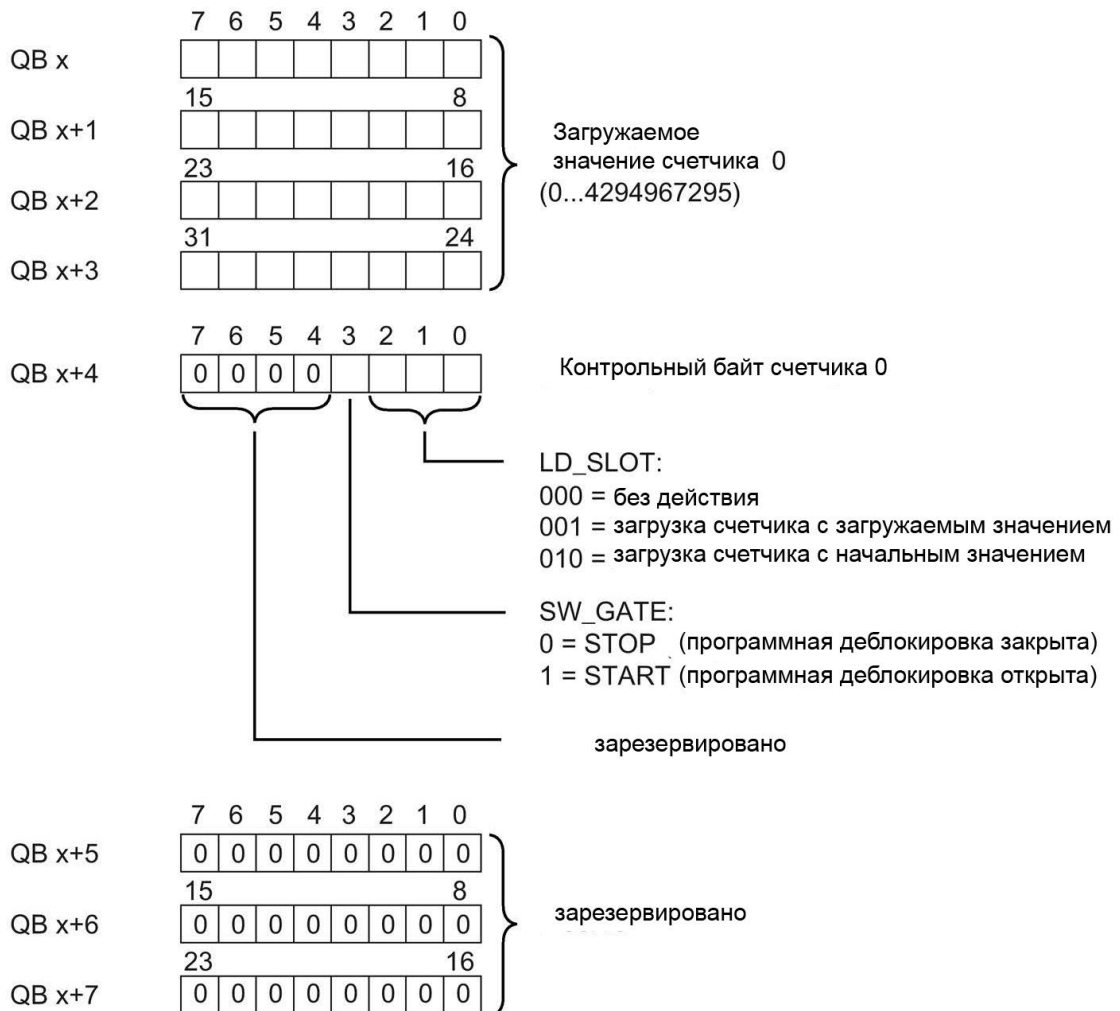 7 6 5 4 3 2 1 0
QB x
15 8
QB x+1
Загружаемое
значение счетчика 0
(0...4294967295)
23 16
QB x+2
31 24
QB x+3
7 6 5 4 3 2 1 0
QB x+4 0 0 0 0
Контрольный байт счетчика 0
LD_SLOT:
000 = без действия
001 = загрузка счетчика с загружаемым значением
010 = загрузка счетчика с начальным значением
SW_GATE:
0 = STOP (программная деблокировка закрыта)
1 = START (программная деблокировка открыта)
зарезервировано
7 6 5 4 3 2 1 0
QB x+5 0 0 0 0 0 0 0 0
15 8
QB x+6 0 0 0 0 0 0 0 0
зарезервировано
23 16
QB x+7 0 0 0 0 0 0 0 0